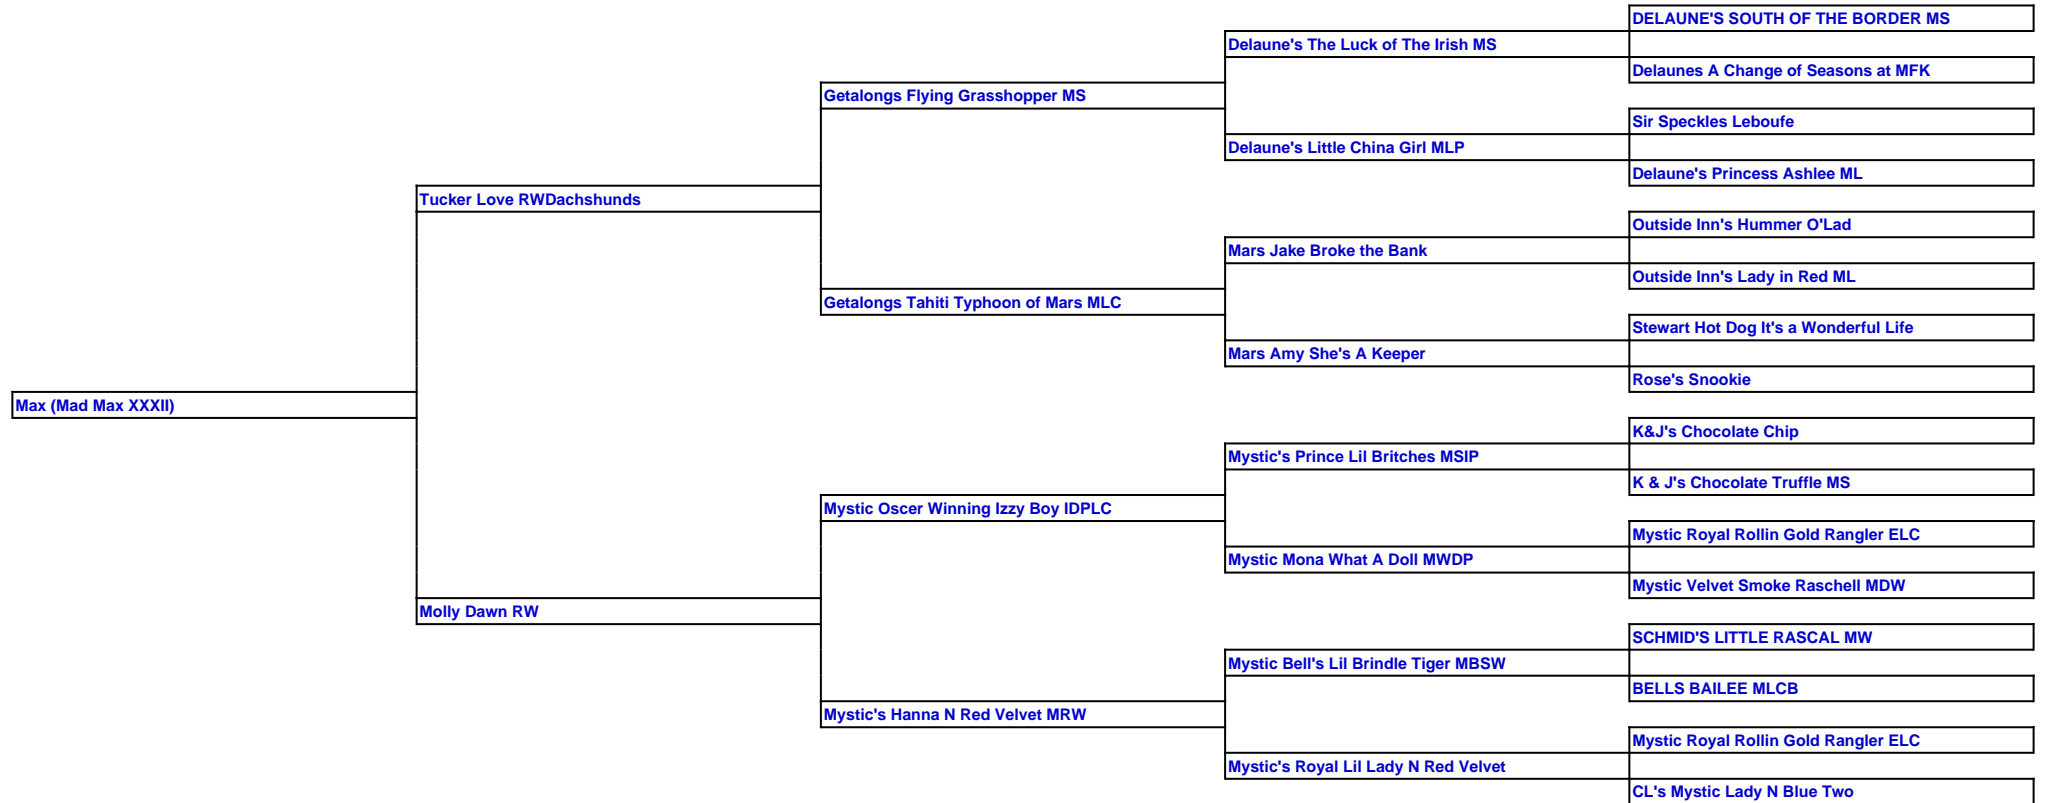 DELAUNE'S SOUTH OF THE BORDER MS
Delaune's The Luck of The Irish MS
Delaunes A Change of Seasons at MFK
Getalongs Flying Grasshopper MS
Sir Speckles Leboufe
Delaune's Little China Girl MLP
Delaune's Princess Ashlee ML
Tucker Love RWDachshunds
Outside Inn's Hummer O'Lad
Mars Jake Broke the Bank
Outside Inn's Lady in Red ML
Getalongs Tahiti Typhoon of Mars MLC
Stewart Hot Dog It's a Wonderful Life
Mars Amy She's A Keeper
Rose's Snookie
Max (Mad Max XXXII)
K&J's Chocolate Chip
Mystic's Prince Lil Britches MSIP
K & J's Chocolate Truffle MS
Mystic Oscer Winning Izzy Boy IDPLC
Mystic Royal Rollin Gold Rangler ELC
Mystic Mona What A Doll MWDP
Mystic Velvet Smoke Raschell MDW
Molly Dawn RW
SCHMID'S LITTLE RASCAL MW
Mystic Bell's Lil Brindle Tiger MBSW
BELLS BAILEE MLCB
Mystic's Hanna N Red Velvet MRW
Mystic Royal Rollin Gold Rangler ELC
Mystic's Royal Lil Lady N Red Velvet
CL's Mystic Lady N Blue Two